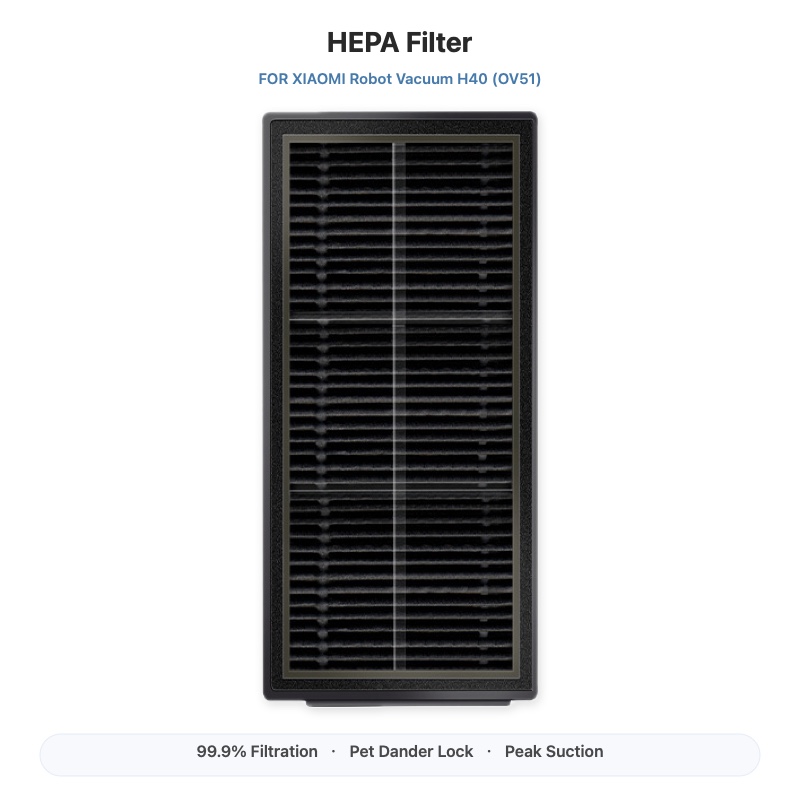 HEPA Filter
FOR XIAOMI Robot Vacuum H40 (OV51)
99.9% Filtration · Pet Dander Lock · Peak Suction